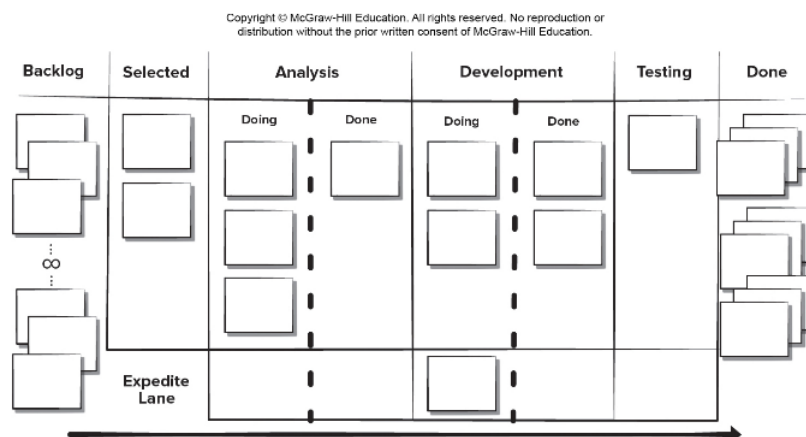 Copyright © McGraw-Hill Education. All rights reserved. No reproduction or
distribution without the prior written consent of McGraw-Hill Education.
Backlog Selected Analysis Development Testing Done
Doing Done Doing Done
∞
Expedite
Lane